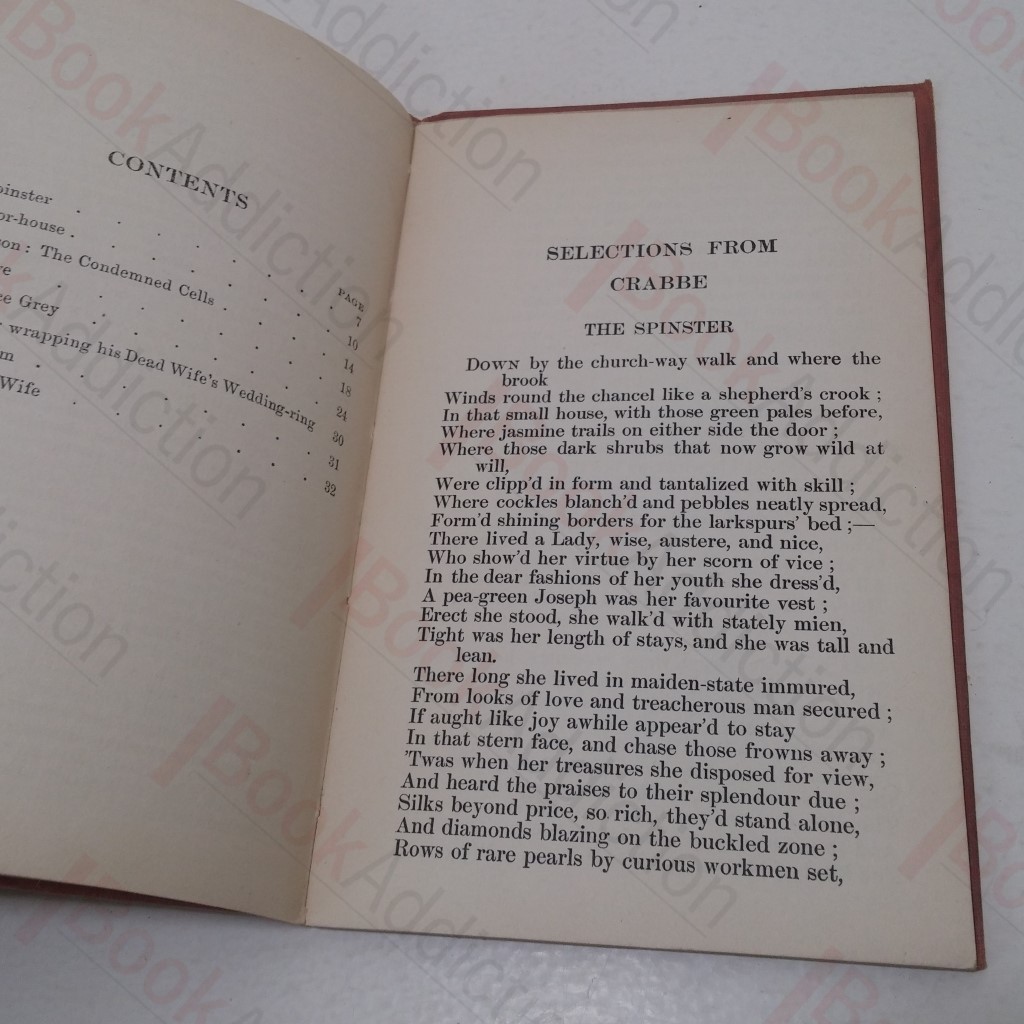 CONTENTS
PAGE
pinster . . . . . . 7
or-house . . . . . . 10
son : The Condemned Cells . . . 14
re . . . . . . 18
ee Grey . . . . . . 24
wrapping his Dead Wife's Wedding-ring 30
m . . . . . . 31
Wife . . . . . . 32
SELECTIONS FROM
CRABBE
THE SPINSTER
DOWN by the church-way walk and where the
brook
Winds round the chancel like a shepherd's crook ;
In that small house, with those green pales before,
Where jasmine trails on either side the door ;
Where those dark shrubs that now grow wild at
will,
Were clipp'd in form and tantalized with skill ;
Where cockles blanch'd and pebbles neatly spread,
Form'd shining borders for the larkspurs' bed ;—
There lived a Lady, wise, austere, and nice,
Who show'd her virtue by her scorn of vice ;
In the dear fashions of her youth she dress'd,
A pea-green Joseph was her favourite vest ;
Erect she stood, she walk'd with stately mien,
Tight was her length of stays, and she was tall and
lean.
There long she lived in maiden-state immured,
From looks of love and treacherous man secured ;
If aught like joy awhile appear'd to stay
In that stern face, and chase those frowns away ;
'Twas when her treasures she disposed for view,
And heard the praises to their splendour due ;
Silks beyond price, so rich, they'd stand alone,
And diamonds blazing on the buckled zone ;
Rows of rare pearls by curious workmen set,
BookAddiction